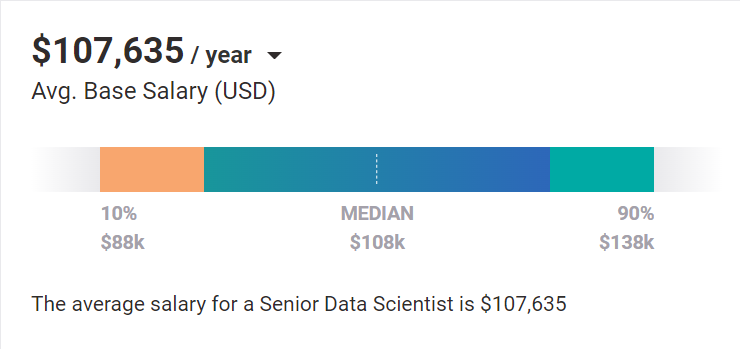 $107,635 / year
Avg. Base Salary (USD)
10% MEDIAN 90%
$88k $108k $138k
The average salary for a Senior Data Scientist is $107,635